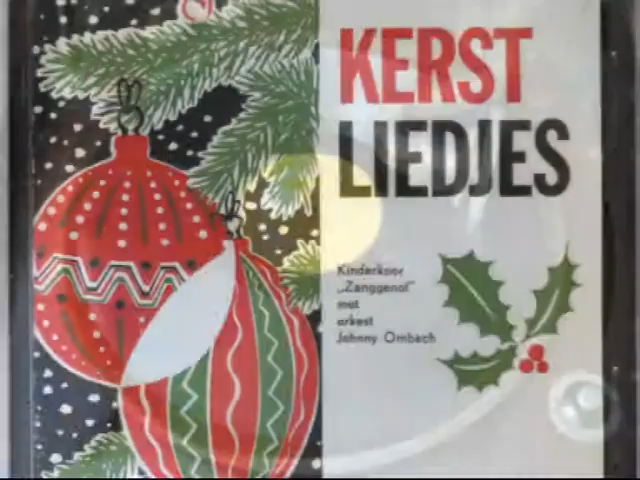 KERST
LIEDJES
Kinderkoor
„Zanggenot"
met
orkest
Johnny Ombach